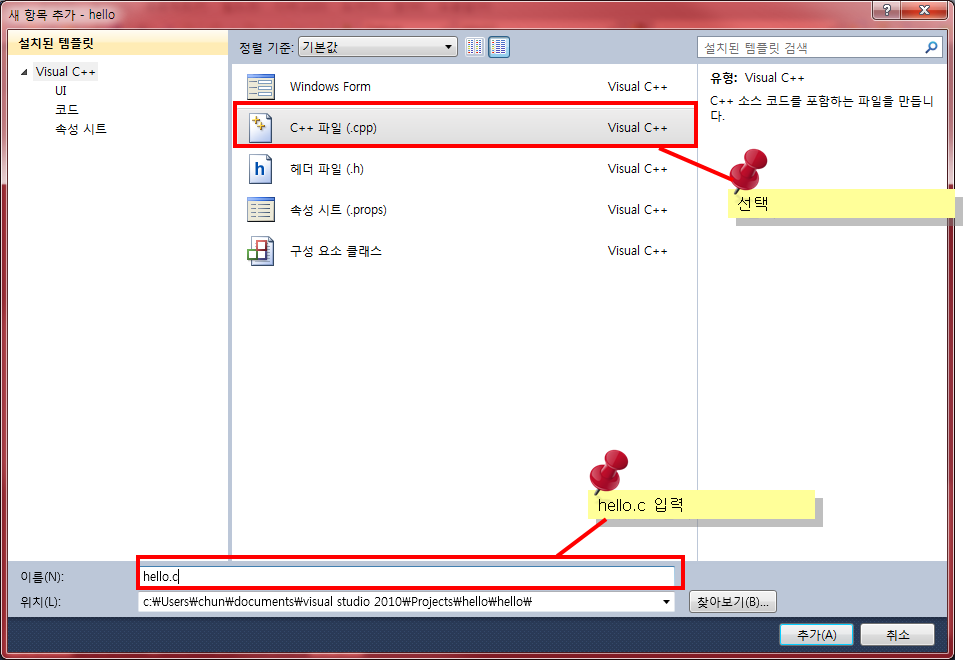 새 항목 추가 - hello
설치된 템플릿
Visual C++
UI
코드
속성 시트
정렬 기준: 기본값
Windows Form Visual C++
C++ 파일 (.cpp) Visual C++
헤더 파일 (.h) Visual C++
속성 시트 (.props) Visual C++
구성 요소 클래스 Visual C++
설치된 템플릿 검색
유형: Visual C++
C++ 소스 코드를 포함하는 파일을 만듭니
다.
선택
hello.c 입력
이름(N): hello.c
위치(L): c:₩Users₩chun₩documents₩visual studio 2010₩Projects₩hello₩hello₩ 찾아보기(B)...
추가(A) 취소